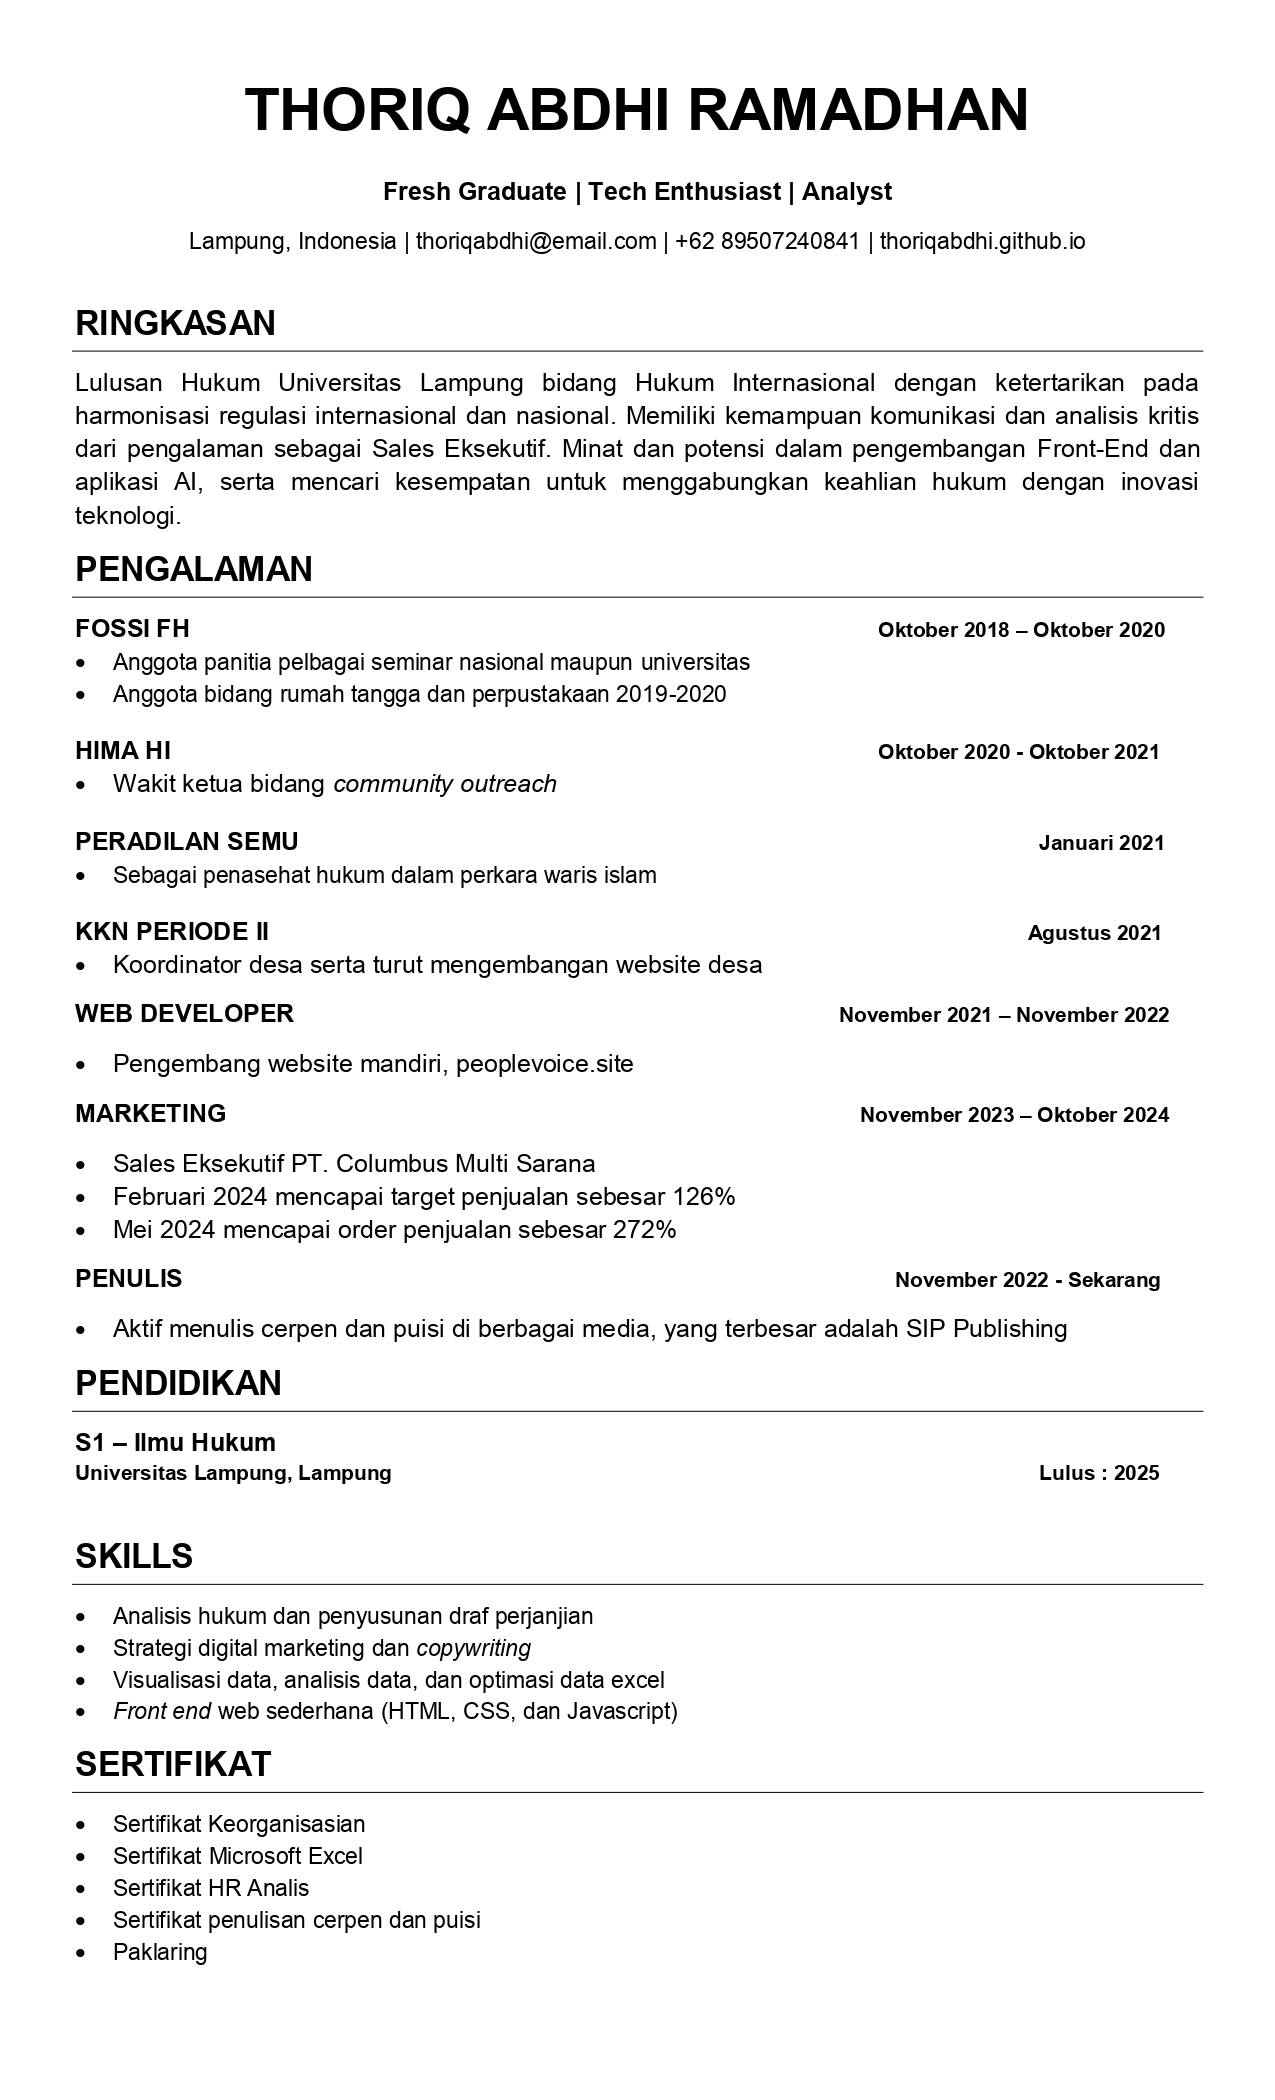 THORIQ ABDHI RAMADHAN
Fresh Graduate | Tech Enthusiast | Analyst
Lampung, Indonesia | thoriqabdhi@email.com | +62 89507240841 | thoriqabdhi.github.io
RINGKASAN
Lulusan Hukum Universitas Lampung bidang Hukum Internasional dengan ketertarikan pada
harmonisasi regulasi internasional dan nasional. Memiliki kemampuan komunikasi dan analisis kritis
dari pengalaman sebagai Sales Eksekutif. Minat dan potensi dalam pengembangan Front-End dan
aplikasi AI, serta mencari kesempatan untuk menggabungkan keahlian hukum dengan inovasi
teknologi.
PENGALAMAN
FOSSI FH Oktober 2018 – Oktober 2020
• Anggota panitia pelbagai seminar nasional maupun universitas
• Anggota bidang rumah tangga dan perpustakaan 2019-2020
HIMA HI Oktober 2020 - Oktober 2021
• Wakit ketua bidang community outreach
PERADILAN SEMU Januari 2021
• Sebagai penasehat hukum dalam perkara waris islam
KKN PERIODE II Agustus 2021
• Koordinator desa serta turut mengembangan website desa
WEB DEVELOPER November 2021 – November 2022
• Pengembang website mandiri, peoplevoice.site
MARKETING November 2023 – Oktober 2024
• Sales Eksekutif PT. Columbus Multi Sarana
• Februari 2024 mencapai target penjualan sebesar 126%
• Mei 2024 mencapai order penjualan sebesar 272%
PENULIS November 2022 - Sekarang
• Aktif menulis cerpen dan puisi di berbagai media, yang terbesar adalah SIP Publishing
PENDIDIKAN
S1 – Ilmu Hukum
Universitas Lampung, Lampung Lulus : 2025
SKILLS
• Analisis hukum dan penyusunan draf perjanjian
• Strategi digital marketing dan copywriting
• Visualisasi data, analisis data, dan optimasi data excel
• Front end web sederhana (HTML, CSS, dan Javascript)
SERTIFIKAT
• Sertifikat Keorganisasian
• Sertifikat Microsoft Excel
• Sertifikat HR Analis
• Sertifikat penulisan cerpen dan puisi
• Paklaring